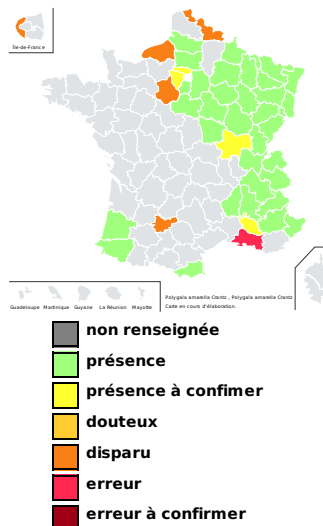 Île-de-France
Guadeloupe Martinique Guyane La Réunion Mayotte
Polygala amarella Crantz , Polygala amarella Crantz
Carte en cours d'élaboration.
non renseignée
présence
présence à confimer
douteux
disparu
erreur
erreur à confirmer